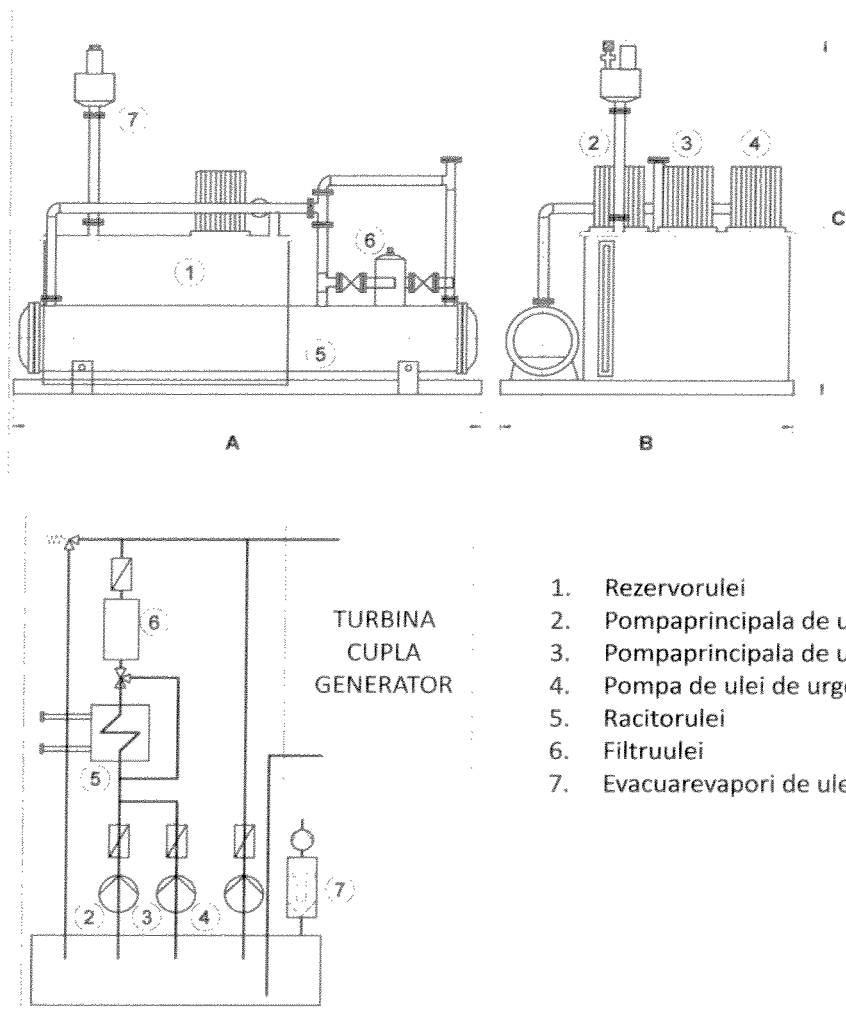 7
2
3
4
C
6
1
5
A
B
TURBINA
CUPLA
GENERATOR
6
5
2
3
4
7
1. Rezervorulei
2. Pompaprincipala de u
3. Pompaprincipala de u
4. Pompa de ulei de urg
5. Racitorulei
6. Filtruulei
7. Evacuarevapori de ule